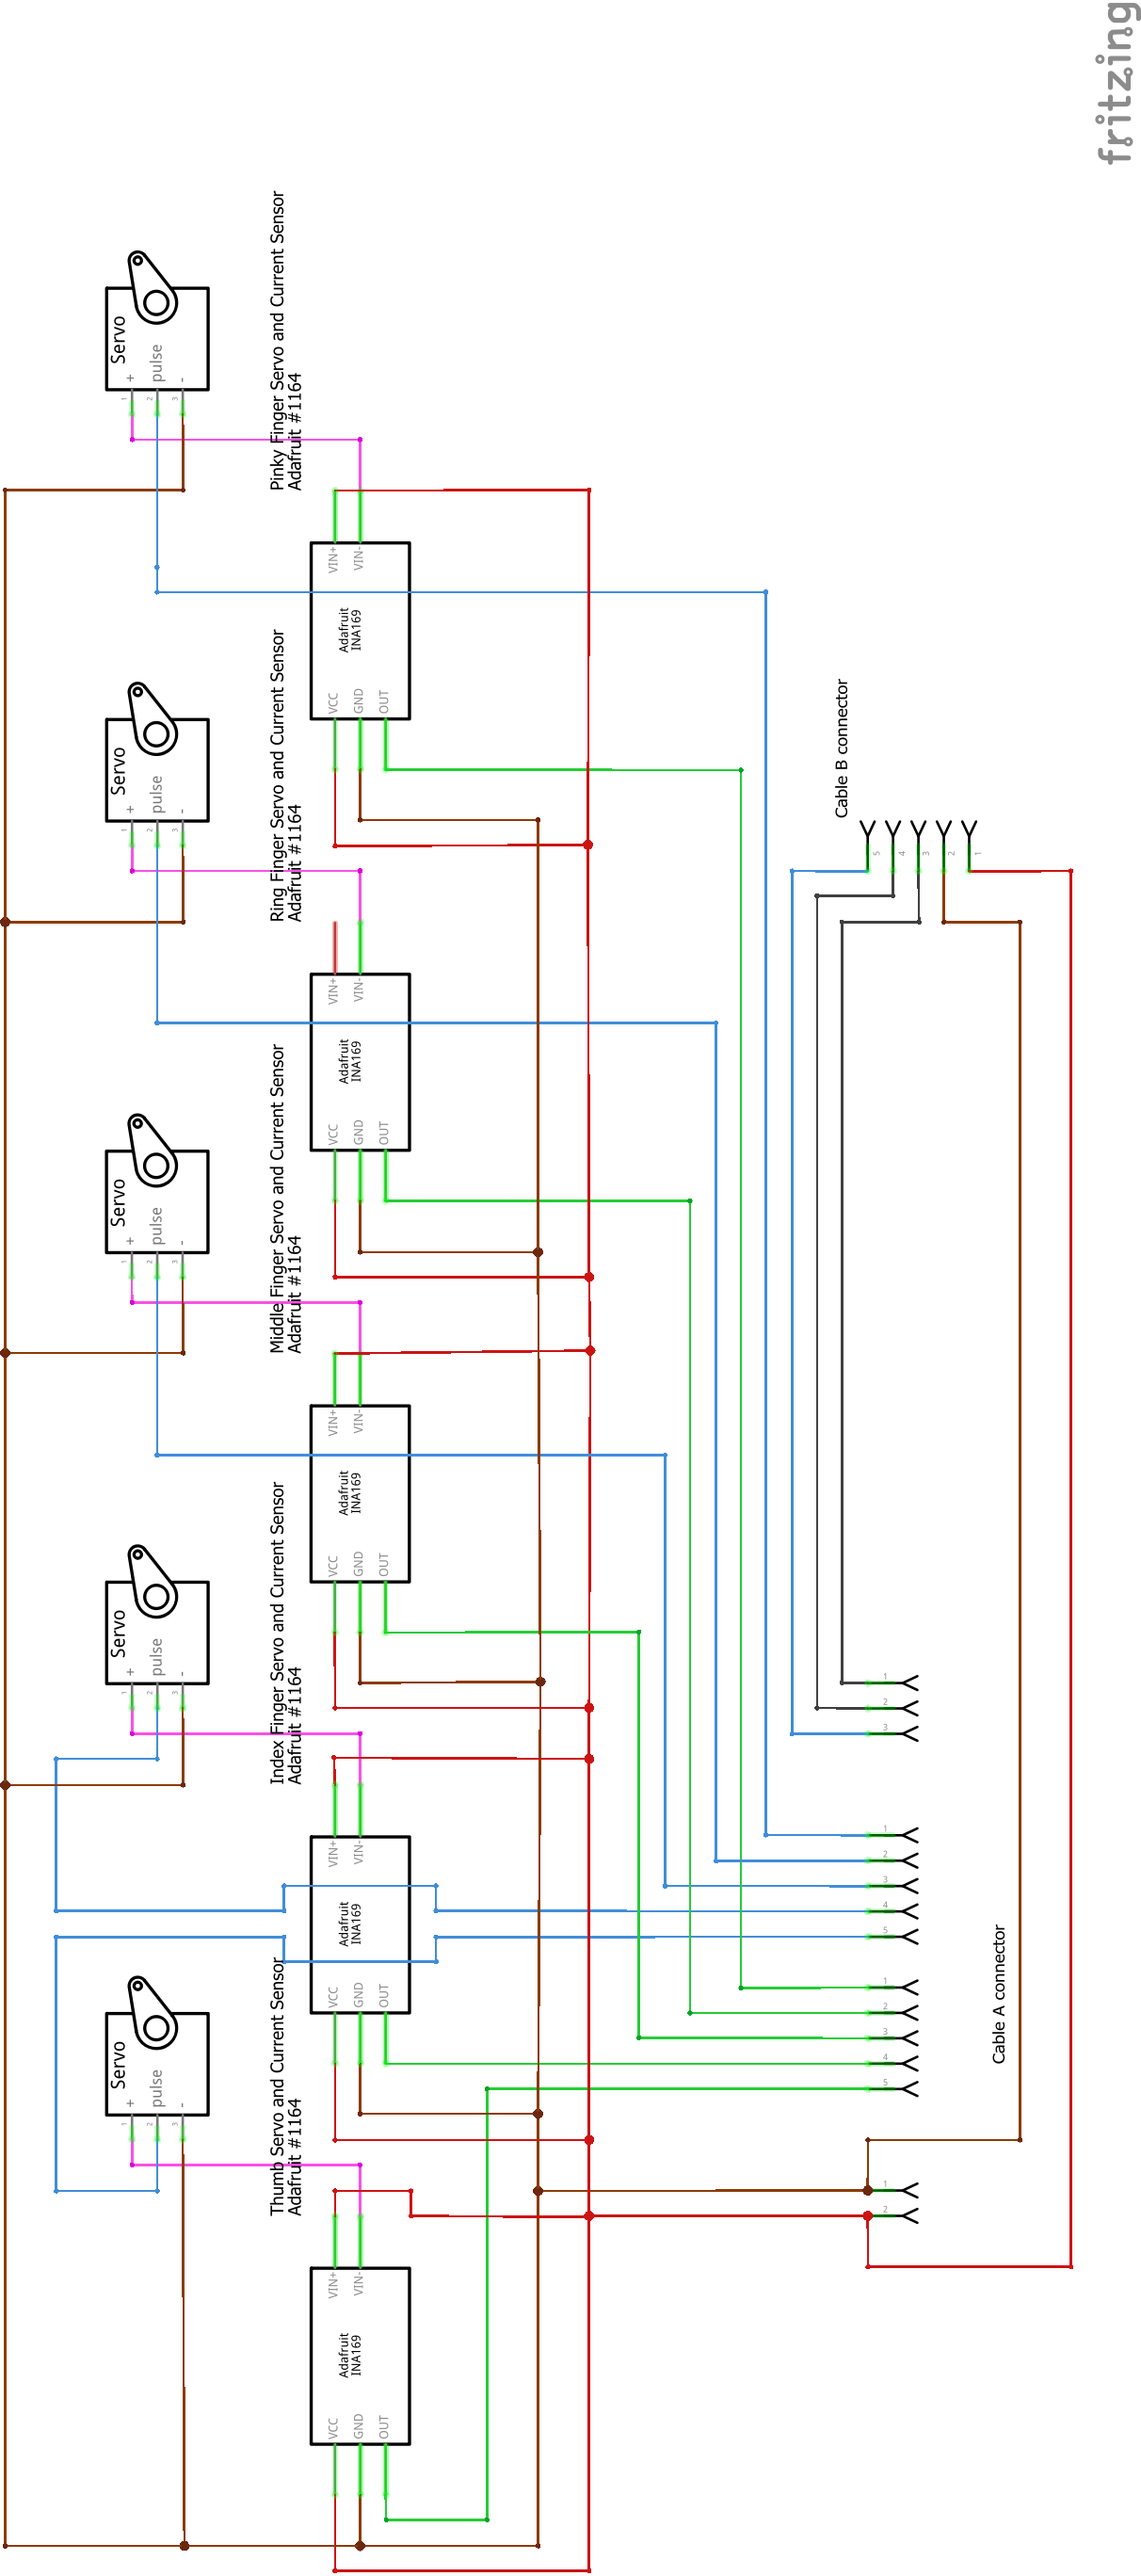 fritzing
Servo
+
pulse
-
1
2
3
Pinky Finger Servo and Current Sensor
Adafruit #1164
VIN+
VIN-
Adafruit
INA169
VCC
GND
OUT
Servo
+
pulse
-
1
2
3
Ring Finger Servo and Current Sensor
Adafruit #1164
VIN+
VIN-
Adafruit
INA169
VCC
GND
OUT
Servo
+
pulse
-
1
2
3
Middle Finger Servo and Current Sensor
Adafruit #1164
VIN+
VIN-
Adafruit
INA169
VCC
GND
OUT
Servo
+
pulse
-
1
2
3
Index Finger Servo and Current Sensor
Adafruit #1164
VIN+
VIN-
Adafruit
INA169
VCC
GND
OUT
Servo
+
pulse
-
1
2
3
Thumb Servo and Current Sensor
Adafruit #1164
VIN+
VIN-
Adafruit
INA169
VCC
GND
OUT
Cable B connector
5
4
3
2
1
1
2
3
1
2
3
4
5
1
2
3
4
5
1
2
Cable A connector